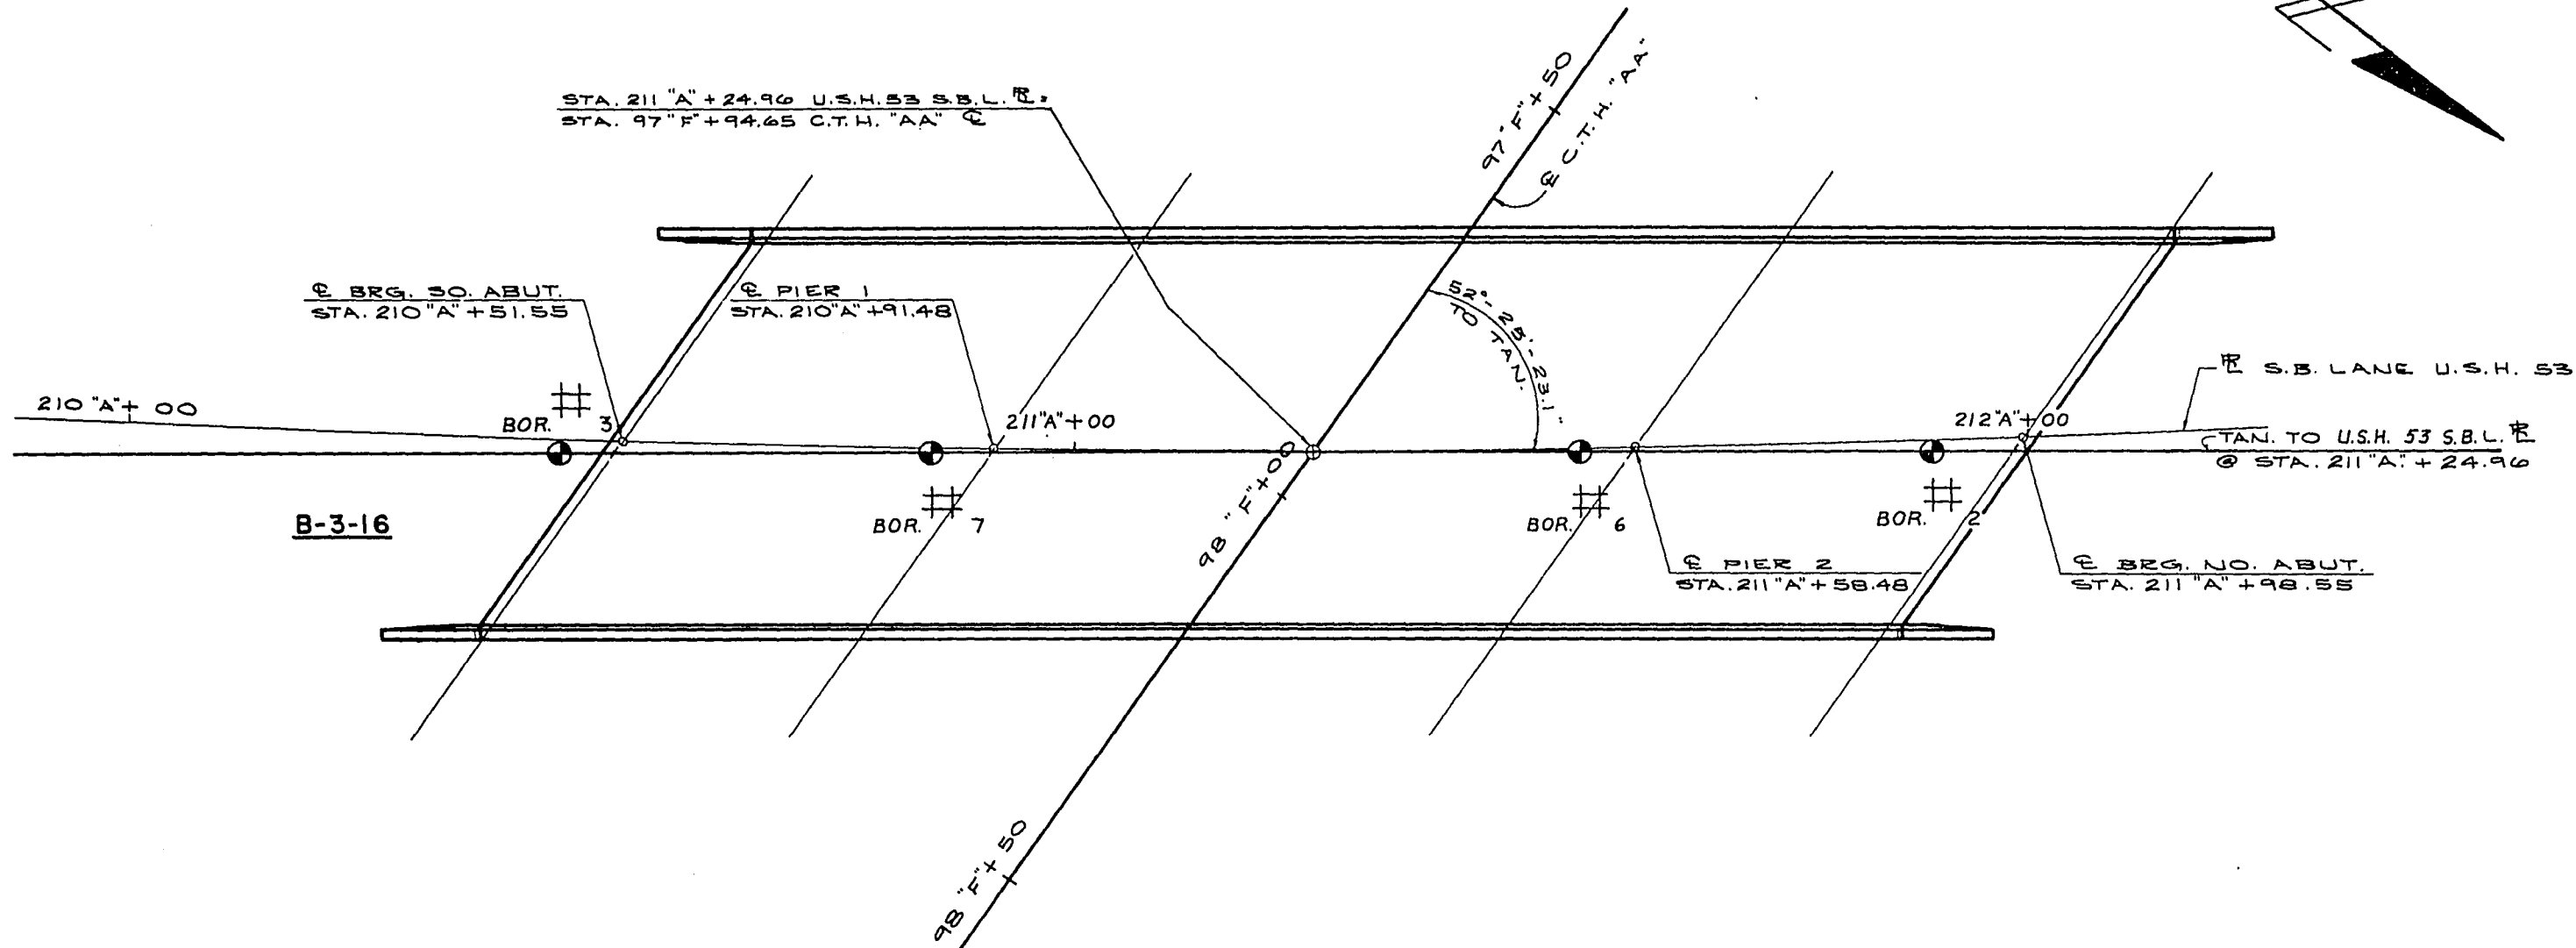 STA. 211 "A" + 24.96 U.S.H. 53 S.B.L. R =
STA. 97 "F" + 94.65 C.T.H. "AA" ℄
97 "F" + 50
℄ C.T.H. "AA"
℄ BRG. SO. ABUT.
STA. 210 "A" + 51.55
℄ PIER 1
STA. 210 "A" + 91.48
52°-25'-23.1"
TO TAN.
R S.B. LANE U.S.H. 53
210 "A" + 00
BOR. # 3
211 "A" + 00
212 "A" + 00
TAN. TO U.S.H. 53 S.B.L. R
@ STA. 211 "A" + 24.96
98 "F" + 00
B-3-16
BOR. # 7
BOR. # 6
BOR. # 2
℄ PIER 2
STA. 211 "A" + 58.48
℄ BRG. NO. ABUT.
STA. 211 "A" + 98.55
98 "F" + 50